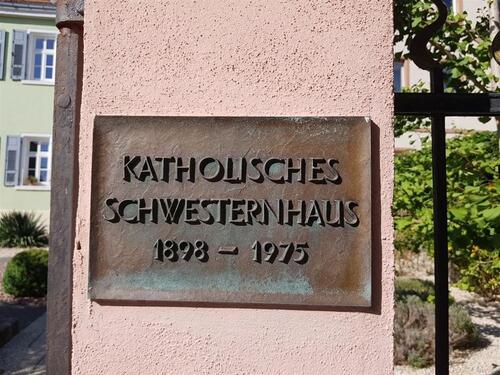 KATHOLISCHES
SCHWESTERNHAUS
1898 – 1975